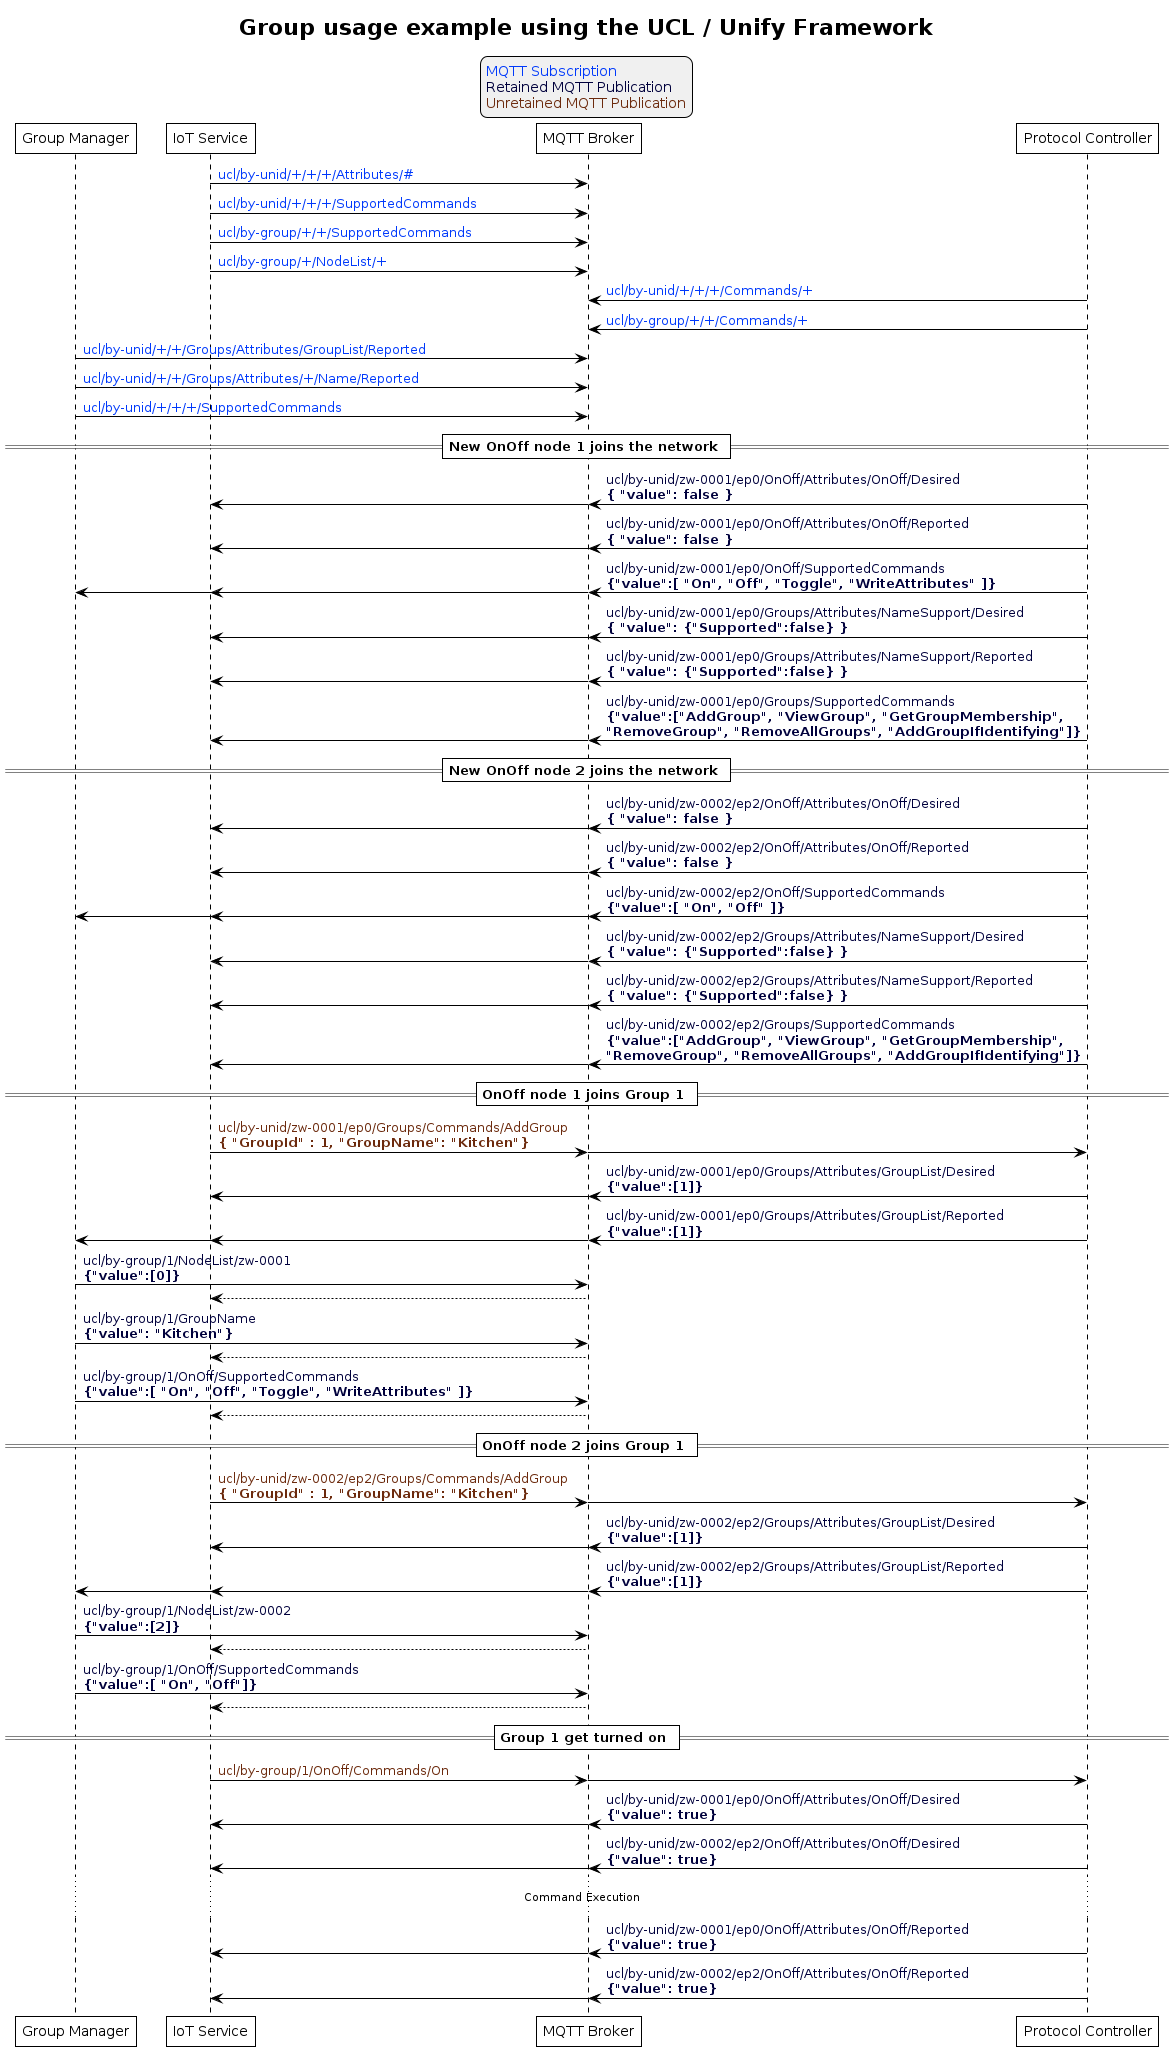 Group usage example using the UCL / Unify Framework
MQTT Subscription
Retained MQTT Publication
Unretained MQTT Publication
Group Manager
IoT Service
MQTT Broker
Protocol Controller
ucl/by-unid/+/+/+/Attributes/#
ucl/by-unid/+/+/+/SupportedCommands
ucl/by-group/+/+/SupportedCommands
ucl/by-group/+/NodeList/+
ucl/by-unid/+/+/+/Commands/+
ucl/by-group/+/+/Commands/+
ucl/by-unid/+/+/Groups/Attributes/GroupList/Reported
ucl/by-unid/+/+/Groups/Attributes/+/Name/Reported
ucl/by-unid/+/+/+/SupportedCommands
New OnOff node 1 joins the network
ucl/by-unid/zw-0001/ep0/OnOff/Attributes/OnOff/Desired
{ "value": false }
ucl/by-unid/zw-0001/ep0/OnOff/Attributes/OnOff/Reported
{ "value": false }
ucl/by-unid/zw-0001/ep0/OnOff/SupportedCommands
{"value":[ "On", "Off", "Toggle", "WriteAttributes" ]}
ucl/by-unid/zw-0001/ep0/Groups/Attributes/NameSupport/Desired
{ "value": {"Supported":false} }
ucl/by-unid/zw-0001/ep0/Groups/Attributes/NameSupport/Reported
{ "value": {"Supported":false} }
ucl/by-unid/zw-0001/ep0/Groups/SupportedCommands
{"value":["AddGroup", "ViewGroup", "GetGroupMembership",
"RemoveGroup", "RemoveAllGroups", "AddGroupIfIdentifying"]}
New OnOff node 2 joins the network
ucl/by-unid/zw-0002/ep2/OnOff/Attributes/OnOff/Desired
{ "value": false }
ucl/by-unid/zw-0002/ep2/OnOff/Attributes/OnOff/Reported
{ "value": false }
ucl/by-unid/zw-0002/ep2/OnOff/SupportedCommands
{"value":[ "On", "Off" ]}
ucl/by-unid/zw-0002/ep2/Groups/Attributes/NameSupport/Desired
{ "value": {"Supported":false} }
ucl/by-unid/zw-0002/ep2/Groups/Attributes/NameSupport/Reported
{ "value": {"Supported":false} }
ucl/by-unid/zw-0002/ep2/Groups/SupportedCommands
{"value":["AddGroup", "ViewGroup", "GetGroupMembership",
"RemoveGroup", "RemoveAllGroups", "AddGroupIfIdentifying"]}
OnOff node 1 joins Group 1
ucl/by-unid/zw-0001/ep0/Groups/Commands/AddGroup
{ "GroupId" : 1, "GroupName": "Kitchen"}
ucl/by-unid/zw-0001/ep0/Groups/Attributes/GroupList/Desired
{"value":[1]}
ucl/by-unid/zw-0001/ep0/Groups/Attributes/GroupList/Reported
{"value":[1]}
ucl/by-group/1/NodeList/zw-0001
{"value":[0]}
ucl/by-group/1/GroupName
{"value": "Kitchen"}
ucl/by-group/1/OnOff/SupportedCommands
{"value":[ "On", "Off", "Toggle", "WriteAttributes" ]}
OnOff node 2 joins Group 1
ucl/by-unid/zw-0002/ep2/Groups/Commands/AddGroup
{ "GroupId" : 1, "GroupName": "Kitchen"}
ucl/by-unid/zw-0002/ep2/Groups/Attributes/GroupList/Desired
{"value":[1]}
ucl/by-unid/zw-0002/ep2/Groups/Attributes/GroupList/Reported
{"value":[1]}
ucl/by-group/1/NodeList/zw-0002
{"value":[2]}
ucl/by-group/1/OnOff/SupportedCommands
{"value":[ "On", "Off"]}
Group 1 get turned on
ucl/by-group/1/OnOff/Commands/On
ucl/by-unid/zw-0001/ep0/OnOff/Attributes/OnOff/Desired
{"value": true}
ucl/by-unid/zw-0002/ep2/OnOff/Attributes/OnOff/Desired
{"value": true}
Command Execution
ucl/by-unid/zw-0001/ep0/OnOff/Attributes/OnOff/Reported
{"value": true}
ucl/by-unid/zw-0002/ep2/OnOff/Attributes/OnOff/Reported
{"value": true}
Group Manager
IoT Service
MQTT Broker
Protocol Controller